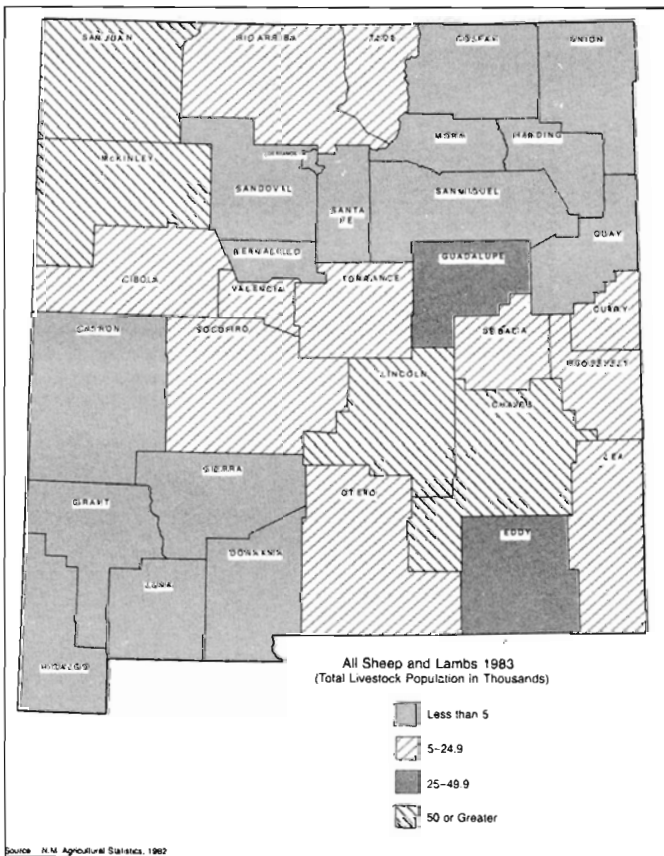 SAN JUAN
RIO ARRIBA
TAOS
COLFAX
UNION
MORA
HARDING
McKINLEY
SANDOVAL
SANTA
FE
SAN MIGUEL
QUAY
BERNALILLO
GUADALUPE
CIBOLA
VALENCIA
TORRANCE
CURRY
CATRON
SOCORRO
DE BACA
ROOSEVELT
LINCOLN
CHAVES
SIERRA
LEA
GRANT
OTERO
EDDY
DONA ANA
LUNA
HIDALGO
All Sheep and Lambs 1983
(Total Livestock Population in Thousands)
Less than 5
5-24.9
25-49.9
50 or Greater
Source N.M. Agricultural Statistics, 1982